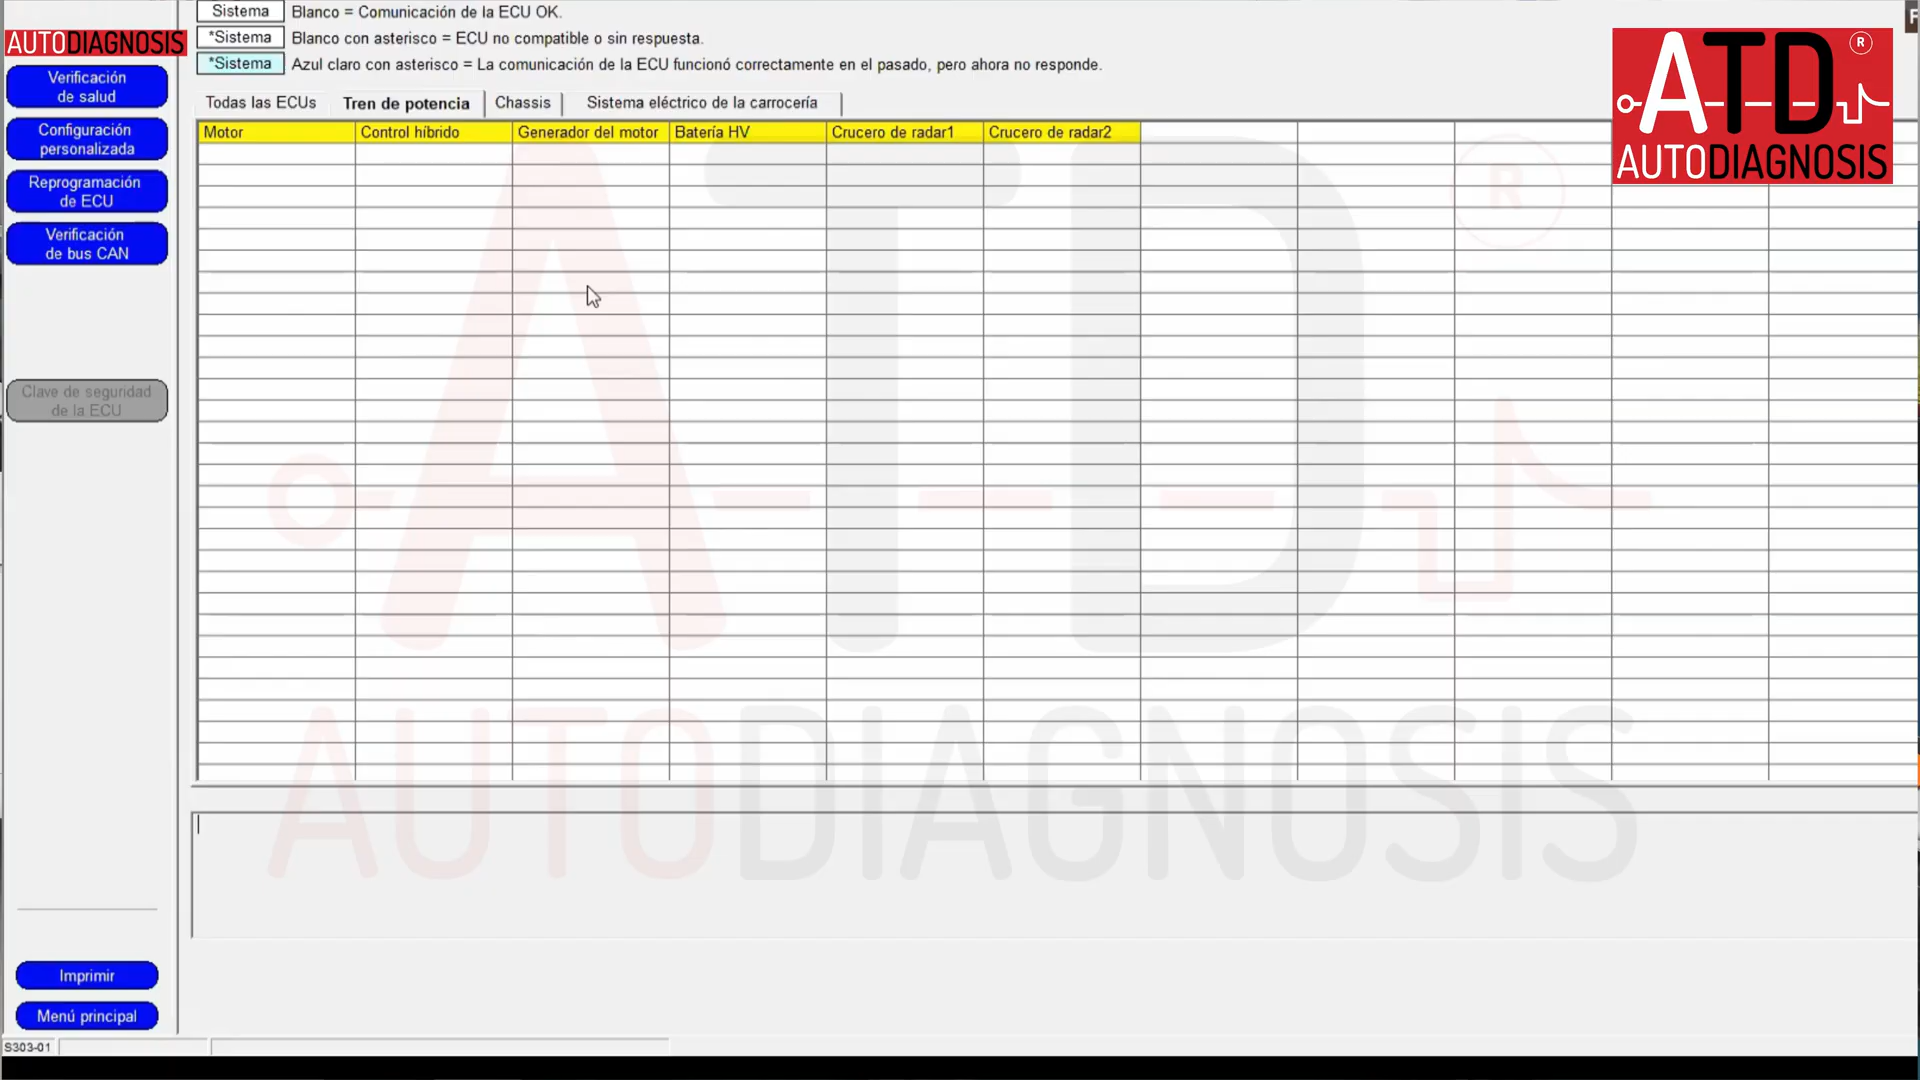 Sistema Blanco = Comunicación de la ECU OK.
*Sistema Blanco con asterisco = ECU no compatible o sin respuesta.
*Sistema Azul claro con asterisco = La comunicación de la ECU funcionó correctamente en el pasado, pero ahora no responde.
AUTODIAGNOSIS
Verificación
de salud
Configuración
personalizada
Reprogramación
de ECU
Verificación
de bus CAN
Clave de seguridad
de la ECU
Imprimir
Menú principal
S303-01
Todas las ECUs Tren de potencia Chassis Sistema eléctrico de la carrocería
Motor Control híbrido Generador del motor Batería HV Crucero de radar1 Crucero de radar2
ATD ®
AUTODIAGNOSIS
ATD ®
AUTODIAGNOSIS